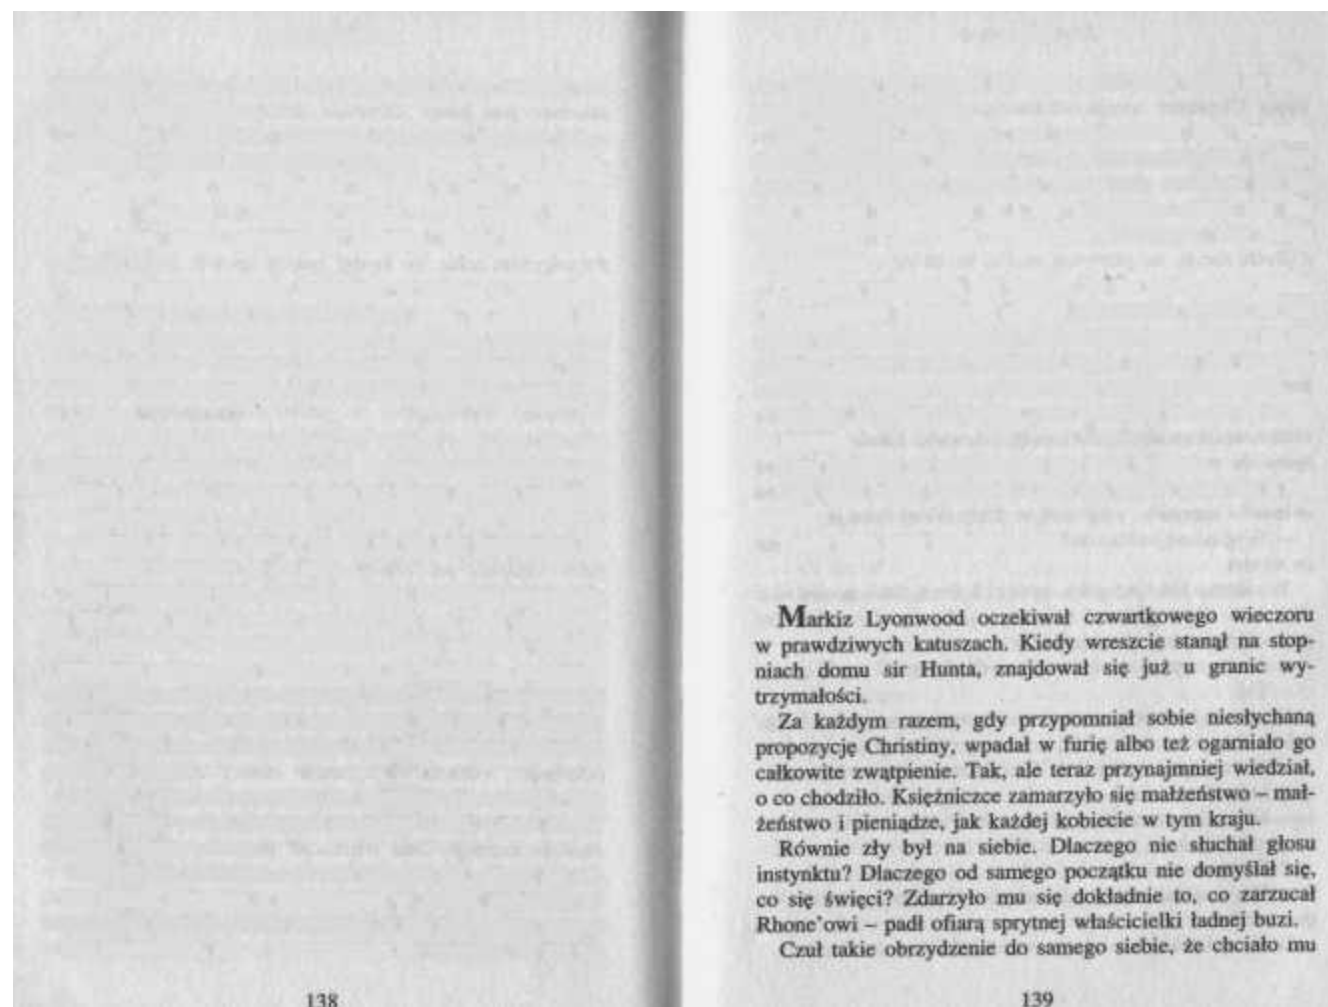 138
Markiz Lyonwood oczekiwał czwartkowego wieczoru
w prawdziwych katuszach. Kiedy wreszcie stanął na stop-
niach domu sir Hunta, znajdował się już u granic wy-
trzymałości.
Za każdym razem, gdy przypomniał sobie niesłychaną
propozycję Christiny, wpadał w furię albo też ogarniało go
całkowite zwątpienie. Tak, ale teraz przynajmniej wiedział,
o co chodziło. Księżniczce zamarzyło się małżeństwo – mał-
żeństwo i pieniądze, jak każdej kobiecie w tym kraju.
Równie zły był na siebie. Dlaczego nie słuchał głosu
instynktu? Dlaczego od samego początku nie domyślał się,
co się święci? Zdarzyło mu się dokładnie to, co zarzucał
Rhone'owi – padł ofiarą sprytnej właścicielki ładnej buzi.
Czuł takie obrzydzenie do samego siebie, że chciało mu
139